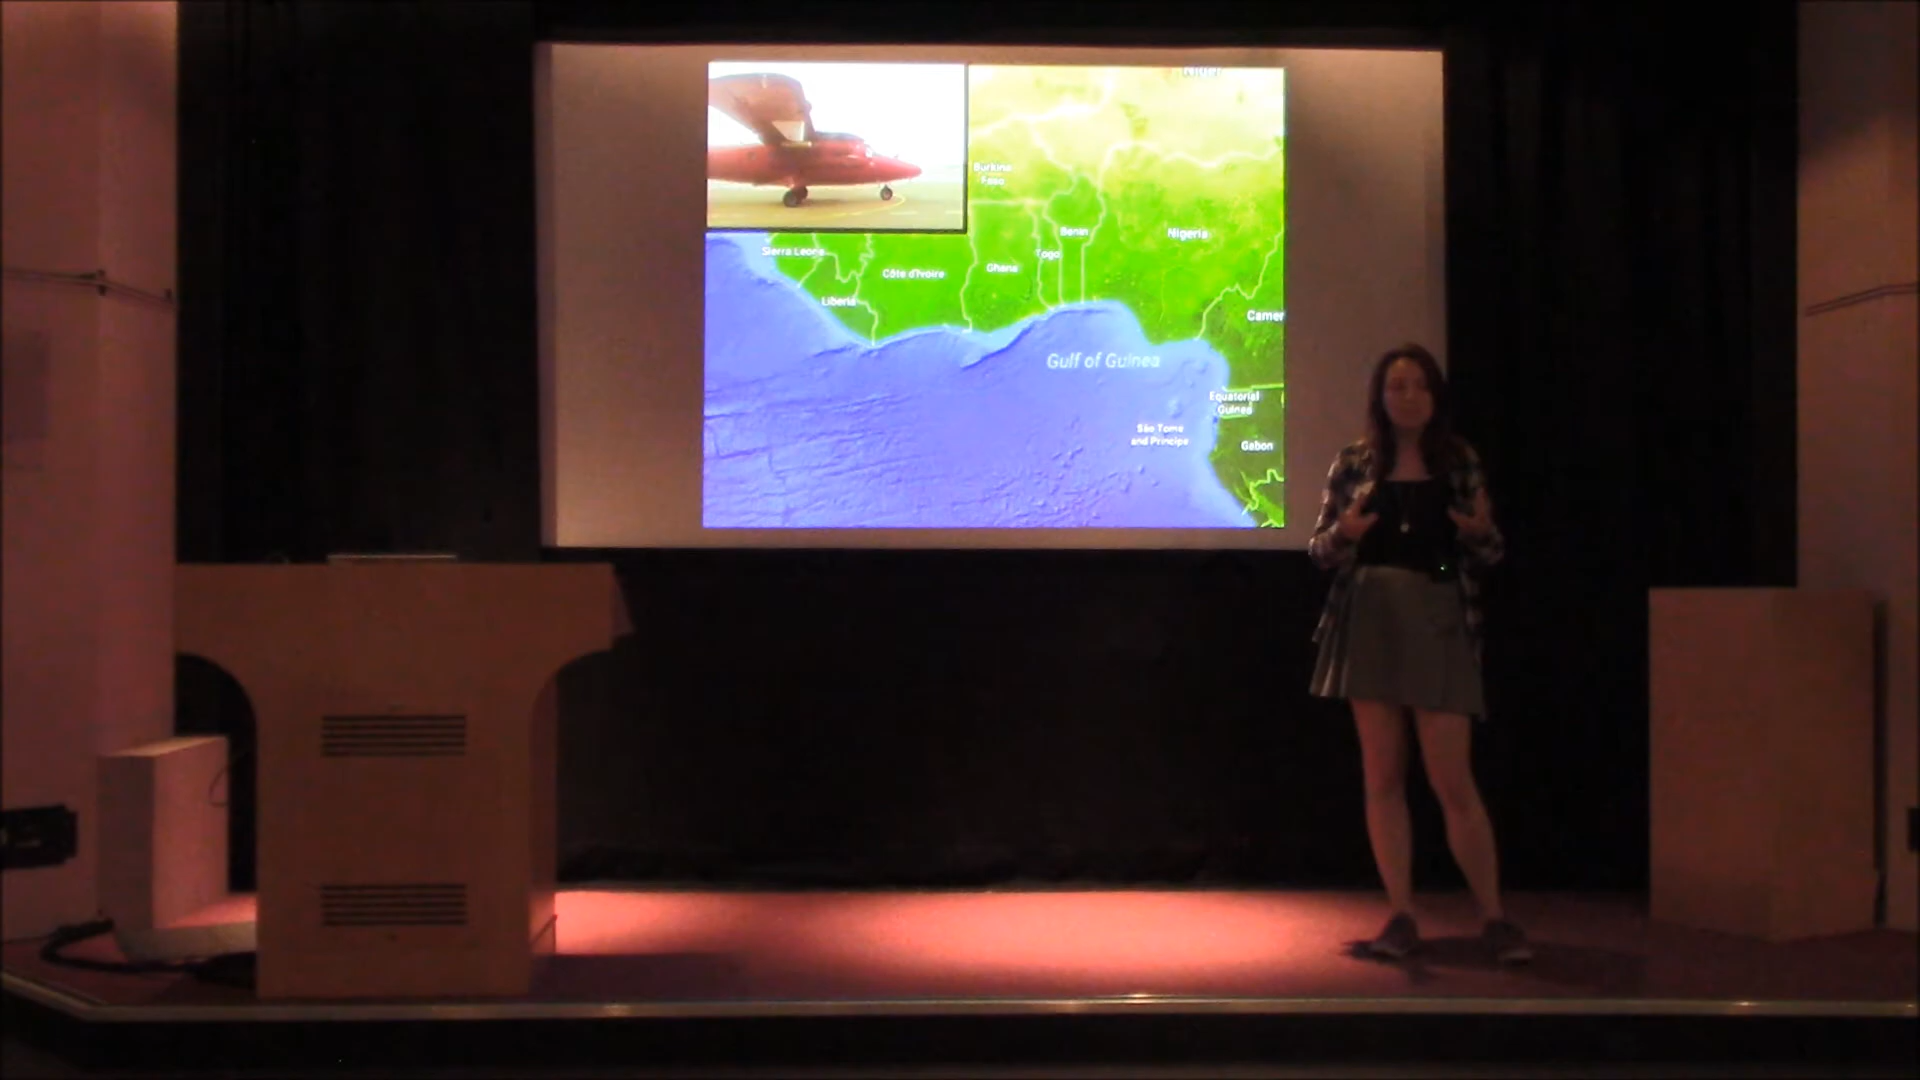 Niger
Burkina
Faso
Benin
Nigeria
Togo
Sierra Leone
Ghana
Côte d'Ivoire
Liberia
Camer
Gulf of Guinea
Equatorial
Guinea
São Tomé
and Príncipe
Gabon